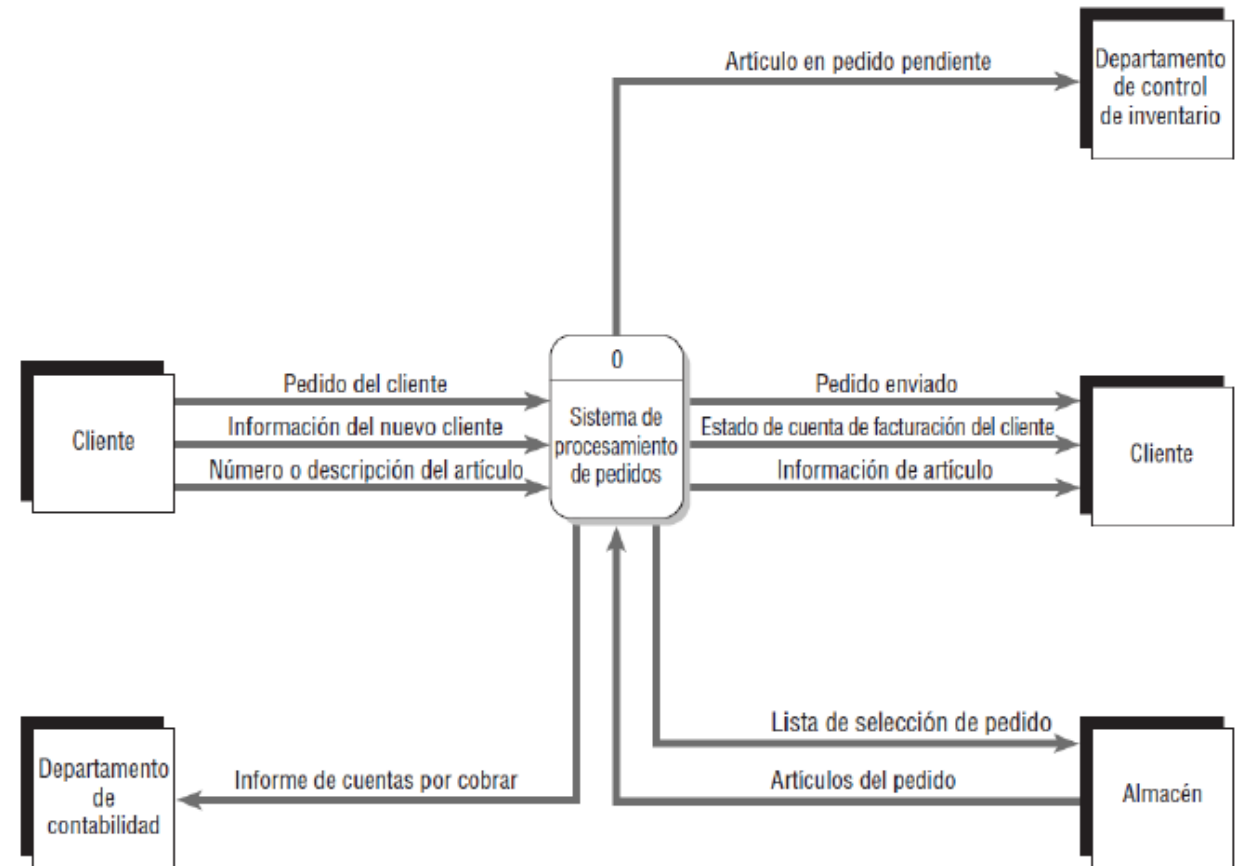 Artículo en pedido pendiente
Departamento
de control
de inventario
0
Sistema de
procesamiento
de pedidos
Cliente
Pedido del cliente
Información del nuevo cliente
Número o descripción del artículo
Pedido enviado
Estado de cuenta de facturación del cliente
Información de artículo
Cliente
Departamento
de
contabilidad
Informe de cuentas por cobrar
Lista de selección de pedido
Artículos del pedido
Almacén